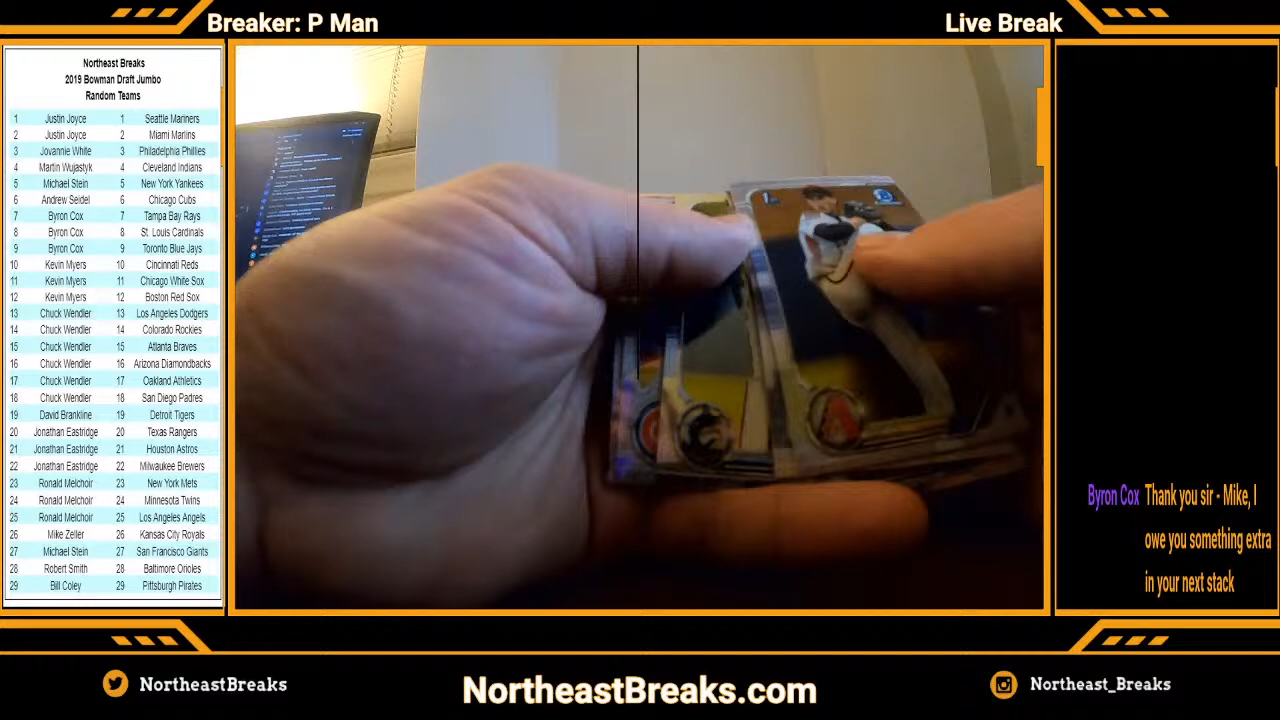 Breaker: P Man
Live Break
Northeast Breaks
2019 Bowman Draft Jumbo
Random Teams
1 Justin Joyce 1 Seattle Mariners
2 Justin Joyce 2 Miami Marlins
3 Jovannie White 3 Philadelphia Phillies
4 Martin Wujastyk 4 Cleveland Indians
5 Michael Stein 5 New York Yankees
6 Andrew Seidel 6 Chicago Cubs
7 Byron Cox 7 Tampa Bay Rays
8 Byron Cox 8 St. Louis Cardinals
9 Byron Cox 9 Toronto Blue Jays
10 Kevin Myers 10 Cincinnati Reds
11 Kevin Myers 11 Chicago White Sox
12 Kevin Myers 12 Boston Red Sox
13 Chuck Wendler 13 Los Angeles Dodgers
14 Chuck Wendler 14 Colorado Rockies
15 Chuck Wendler 15 Atlanta Braves
16 Chuck Wendler 16 Arizona Diamondbacks
17 Chuck Wendler 17 Oakland Athletics
18 Chuck Wendler 18 San Diego Padres
19 David Brankline 19 Detroit Tigers
20 Jonathan Eastridge 20 Texas Rangers
21 Jonathan Eastridge 21 Houston Astros
22 Jonathan Eastridge 22 Milwaukee Brewers
23 Ronald Melchoir 23 New York Mets
24 Ronald Melchoir 24 Minnesota Twins
25 Ronald Melchoir 25 Los Angeles Angels
26 Mike Zeller 26 Kansas City Royals
27 Michael Stein 27 San Francisco Giants
28 Robert Smith 28 Baltimore Orioles
29 Bill Coley 29 Pittsburgh Pirates
Byron Cox Thank you sir - Mike, I
owe you something extra
in your next stack
NortheastBreaks
NortheastBreaks.com
Northeast_Breaks